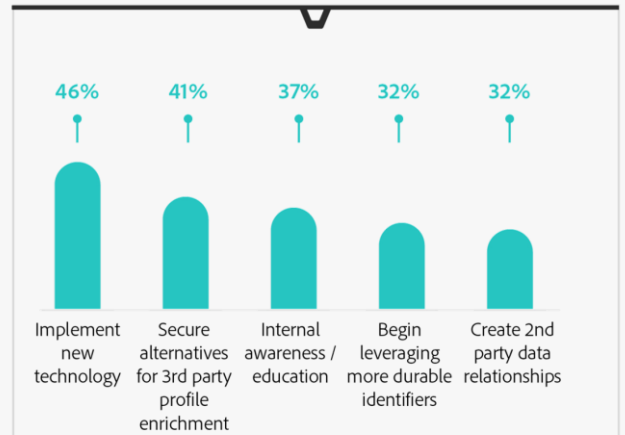 46% 41% 37% 32% 32%
Implement
new
technology
Secure
alternatives
for 3rd party
profile
enrichment
Internal
awareness /
education
Begin
leveraging
more durable
identifiers
Create 2nd
party data
relationships